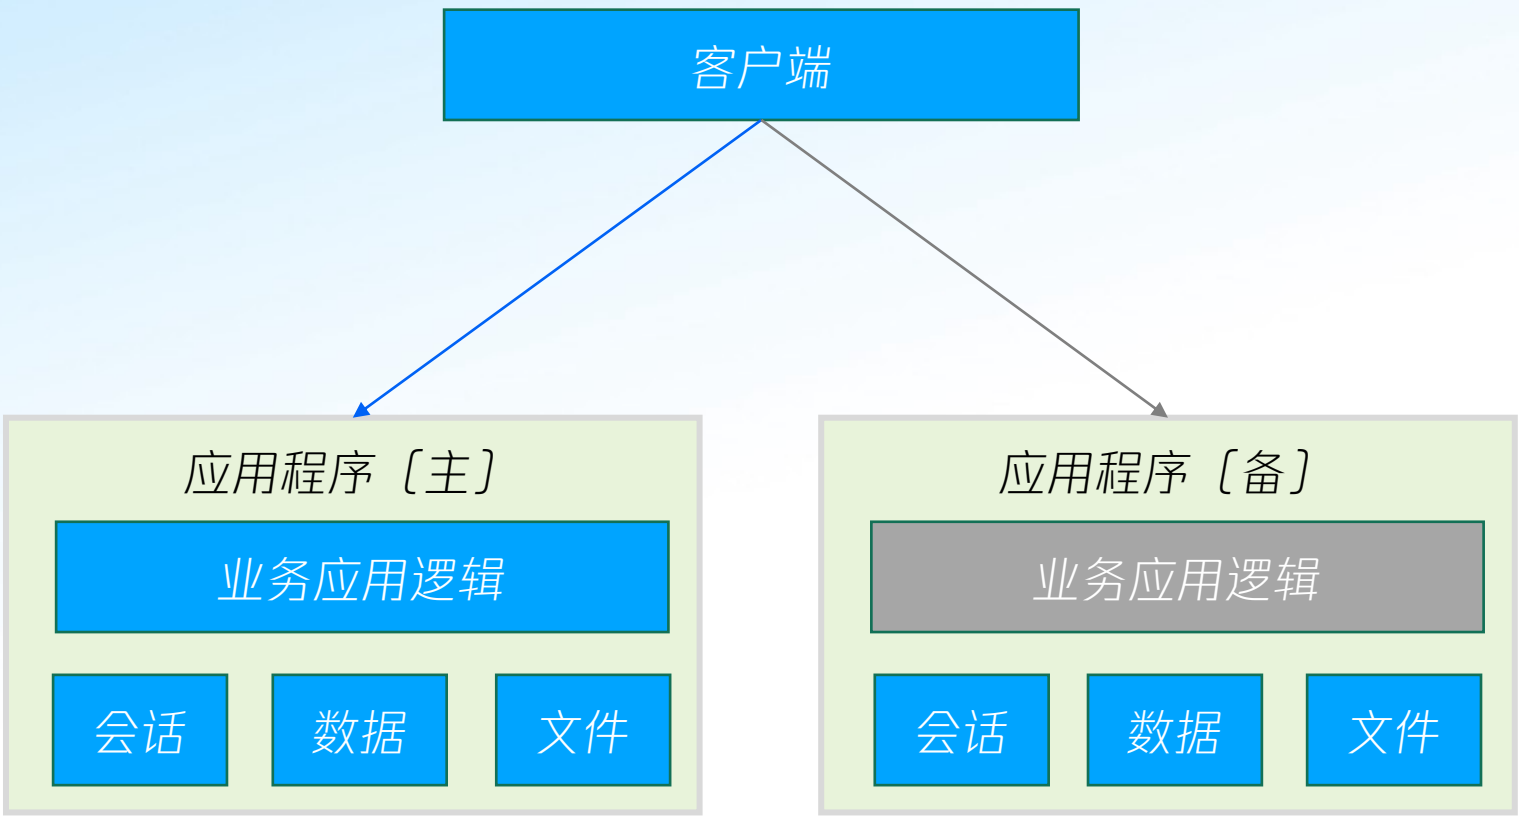 客户端
应用程序（主）
应用程序（备）
业务应用逻辑
业务应用逻辑
会话
数据
文件
会话
数据
文件